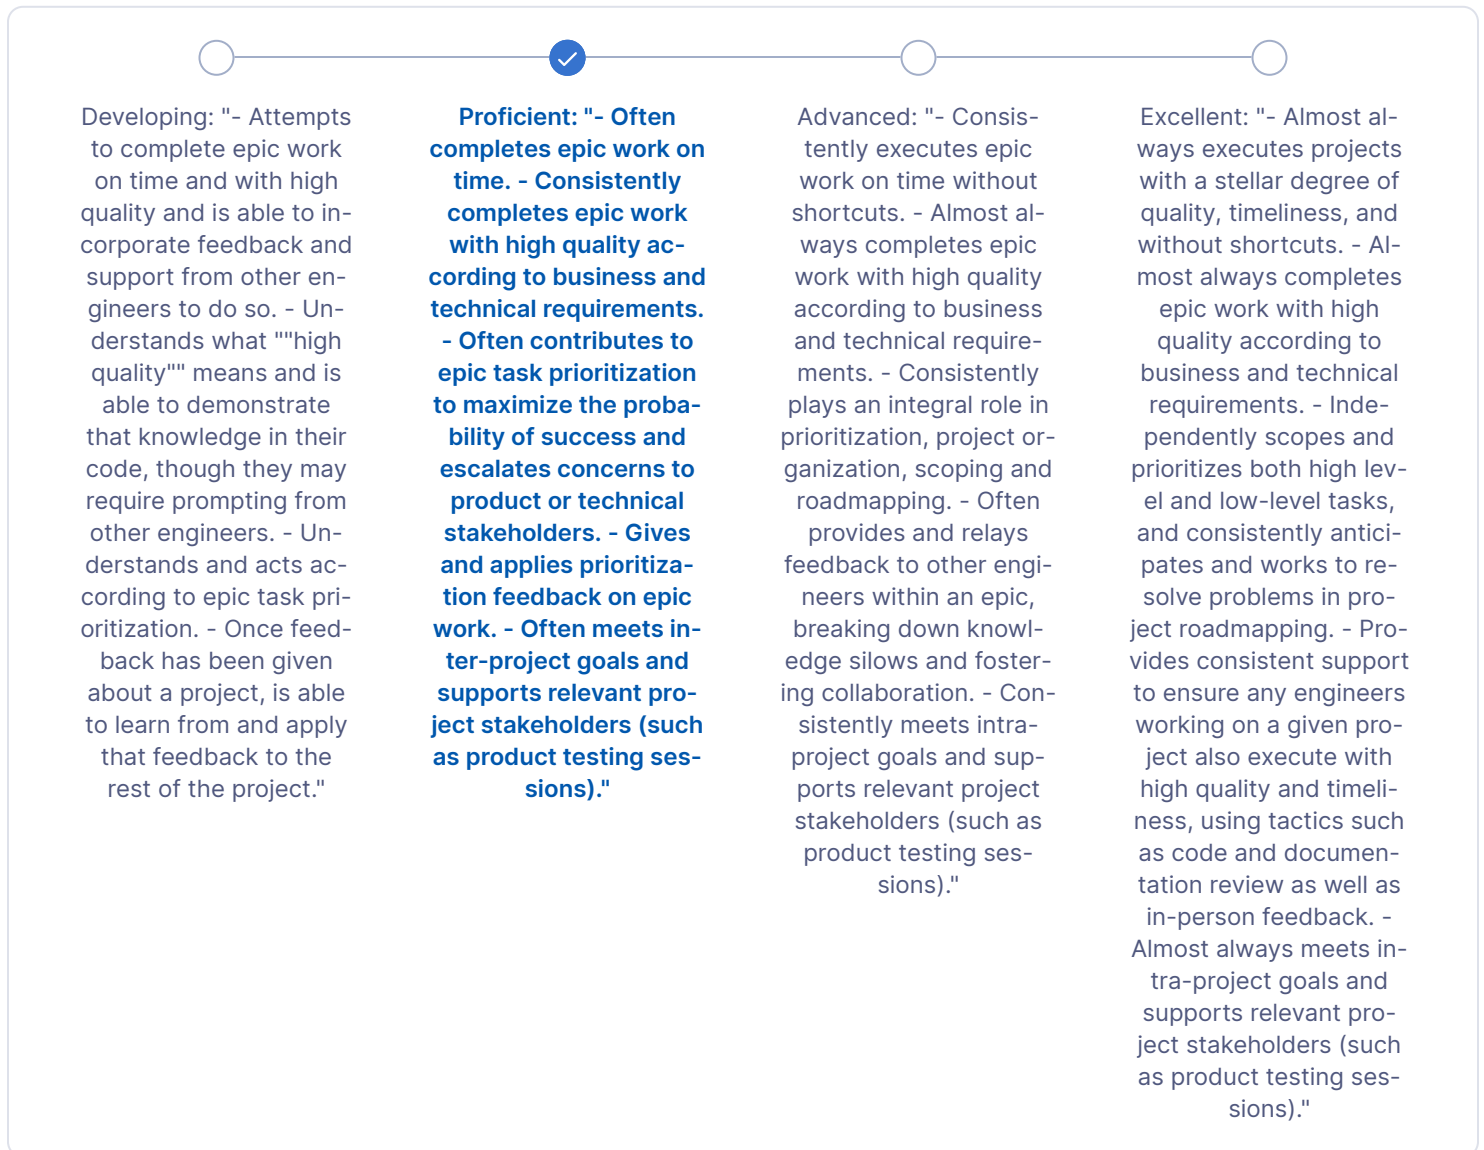 Developing: "- Attempts
to complete epic work
on time and with high
quality and is able to in-
corporate feedback and
support from other en-
gineers to do so. - Un-
derstands what ""high
quality"" means and is
able to demonstrate
that knowledge in their
code, though they may
require prompting from
other engineers. - Un-
derstands and acts ac-
cording to epic task pri-
oritization. - Once feed-
back has been given
about a project, is able
to learn from and apply
that feedback to the
rest of the project."
Proficient: "- Often
completes epic work on
time. - Consistently
completes epic work
with high quality ac-
cording to business and
technical requirements.
- Often contributes to
epic task prioritization
to maximize the proba-
bility of success and
escalates concerns to
product or technical
stakeholders. - Gives
and applies prioritiza-
tion feedback on epic
work. - Often meets in-
ter-project goals and
supports relevant pro-
ject stakeholders (such
as product testing ses-
sions)."
Advanced: "- Consis-
tently executes epic
work on time without
shortcuts. - Almost al-
ways completes epic
work with high quality
according to business
and technical require-
ments. - Consistently
plays an integral role in
prioritization, project or-
ganization, scoping and
roadmapping. - Often
provides and relays
feedback to other engi-
neers within an epic,
breaking down knowl-
edge silows and foster-
ing collaboration. - Con-
sistently meets intra-
project goals and sup-
ports relevant project
stakeholders (such as
product testing ses-
sions)."
Excellent: "- Almost al-
ways executes projects
with a stellar degree of
quality, timeliness, and
without shortcuts. - Al-
most always completes
epic work with high
quality according to
business and technical
requirements. - Inde-
pendently scopes and
prioritizes both high lev-
el and low-level tasks,
and consistently antici-
pates and works to re-
solve problems in pro-
ject roadmapping. - Pro-
vides consistent support
to ensure any engineers
working on a given pro-
ject also execute with
high quality and timeli-
ness, using tactics such
as code and documen-
tation review as well as
in-person feedback. -
Almost always meets in-
tra-project goals and
supports relevant pro-
ject stakeholders (such
as product testing ses-
sions)."